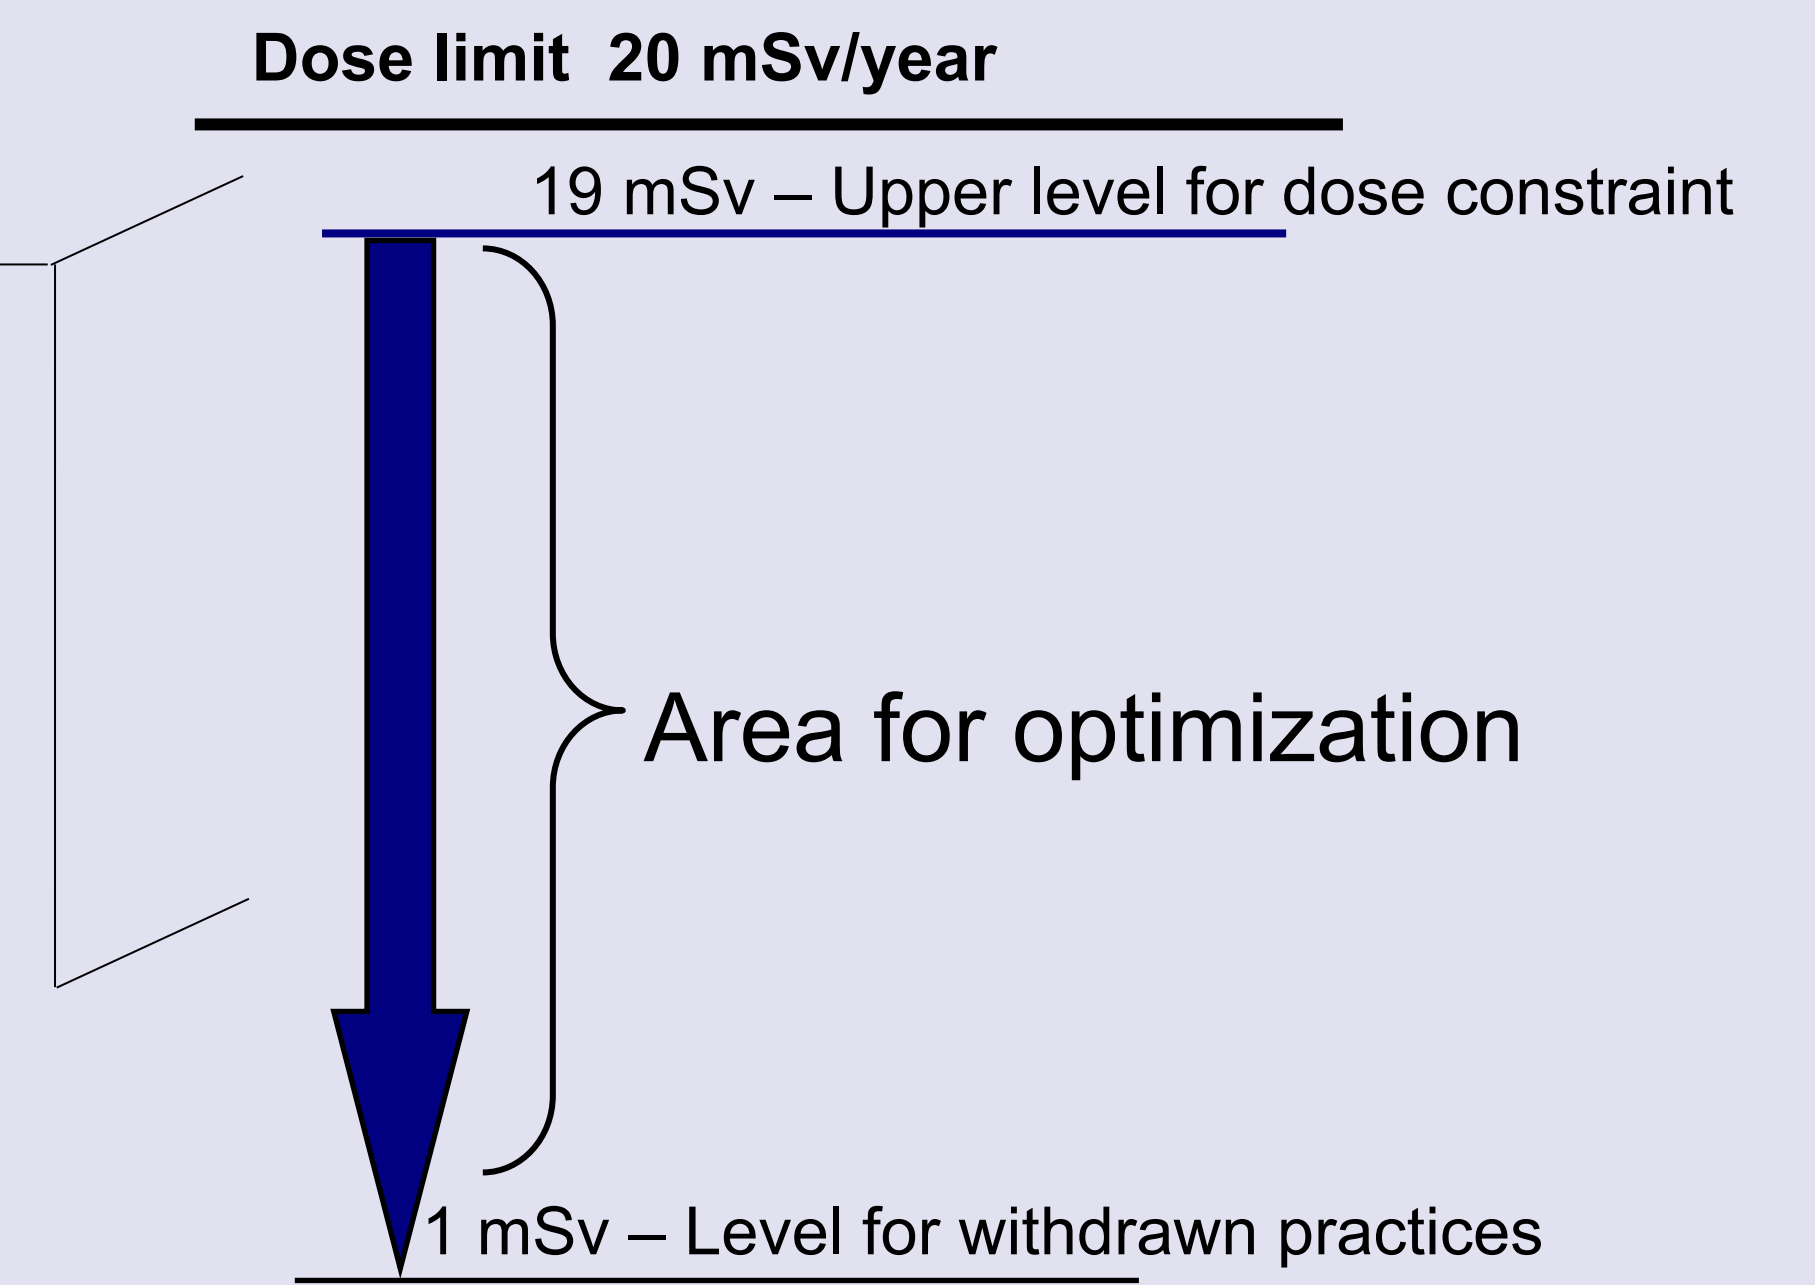 Dose limit 20 mSv/year
19 mSv – Upper level for dose constraint
Area for optimization
1 mSv – Level for withdrawn practices